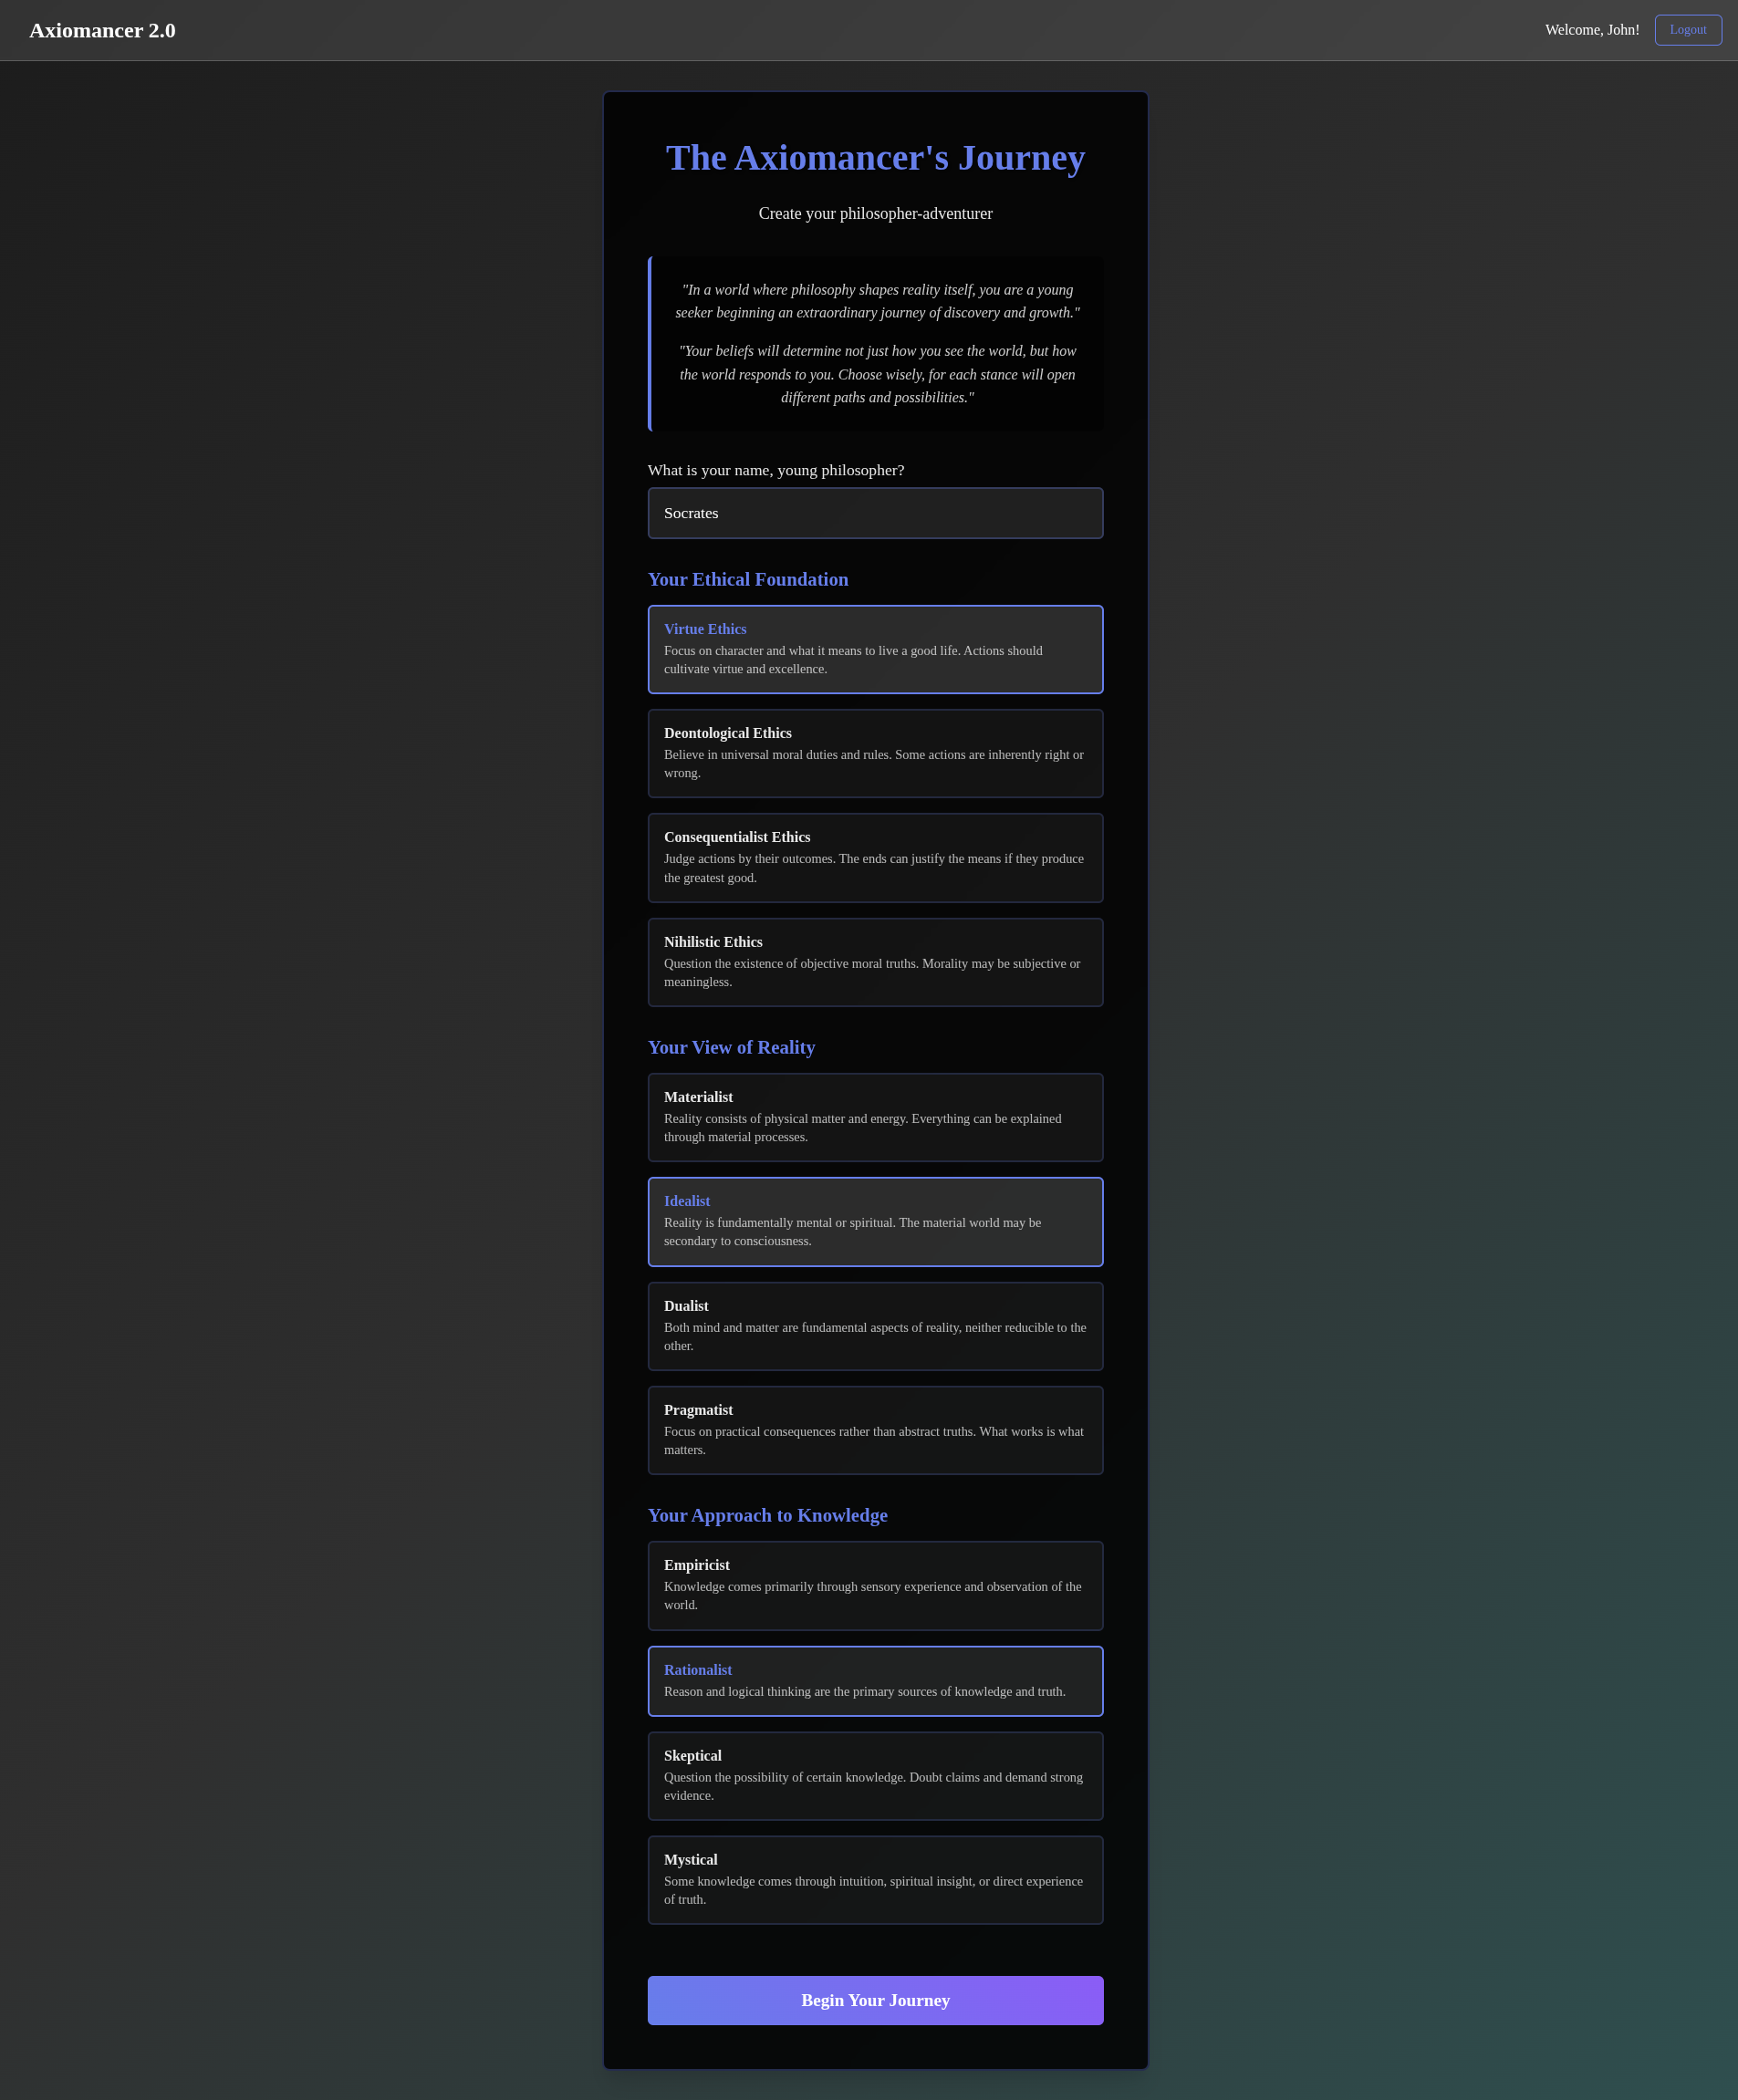 Axiomancer 2.0
Welcome, John!
Logout
The Axiomancer's Journey
Create your philosopher-adventurer
"In a world where philosophy shapes reality itself, you are a young
seeker beginning an extraordinary journey of discovery and growth."
"Your beliefs will determine not just how you see the world, but how
the world responds to you. Choose wisely, for each stance will open
different paths and possibilities."
What is your name, young philosopher?
Socrates
Your Ethical Foundation
Virtue Ethics
Focus on character and what it means to live a good life. Actions should
cultivate virtue and excellence.
Deontological Ethics
Believe in universal moral duties and rules. Some actions are inherently right or
wrong.
Consequentialist Ethics
Judge actions by their outcomes. The ends can justify the means if they produce
the greatest good.
Nihilistic Ethics
Question the existence of objective moral truths. Morality may be subjective or
meaningless.
Your View of Reality
Materialist
Reality consists of physical matter and energy. Everything can be explained
through material processes.
Idealist
Reality is fundamentally mental or spiritual. The material world may be
secondary to consciousness.
Dualist
Both mind and matter are fundamental aspects of reality, neither reducible to the
other.
Pragmatist
Focus on practical consequences rather than abstract truths. What works is what
matters.
Your Approach to Knowledge
Empiricist
Knowledge comes primarily through sensory experience and observation of the
world.
Rationalist
Reason and logical thinking are the primary sources of knowledge and truth.
Skeptical
Question the possibility of certain knowledge. Doubt claims and demand strong
evidence.
Mystical
Some knowledge comes through intuition, spiritual insight, or direct experience
of truth.
Begin Your Journey